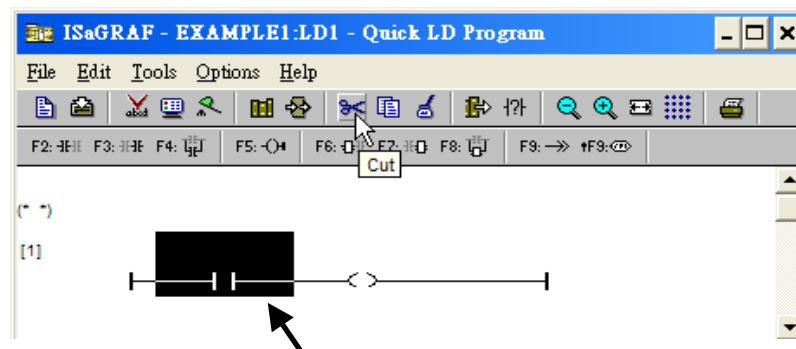 ISaGRAF - EXAMPLE1:LD1 - Quick LD Program
File Edit Tools Options Help
F2: F3: F4: F5: F6: F7: F8: F9: ↑F9:
Cut
(* *)
[1]